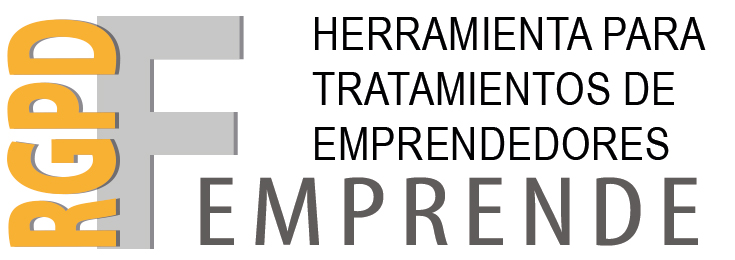 RGPD
F
HERRAMIENTA PARA
TRATAMIENTOS DE
EMPRENDEDORES
EMPRENDE